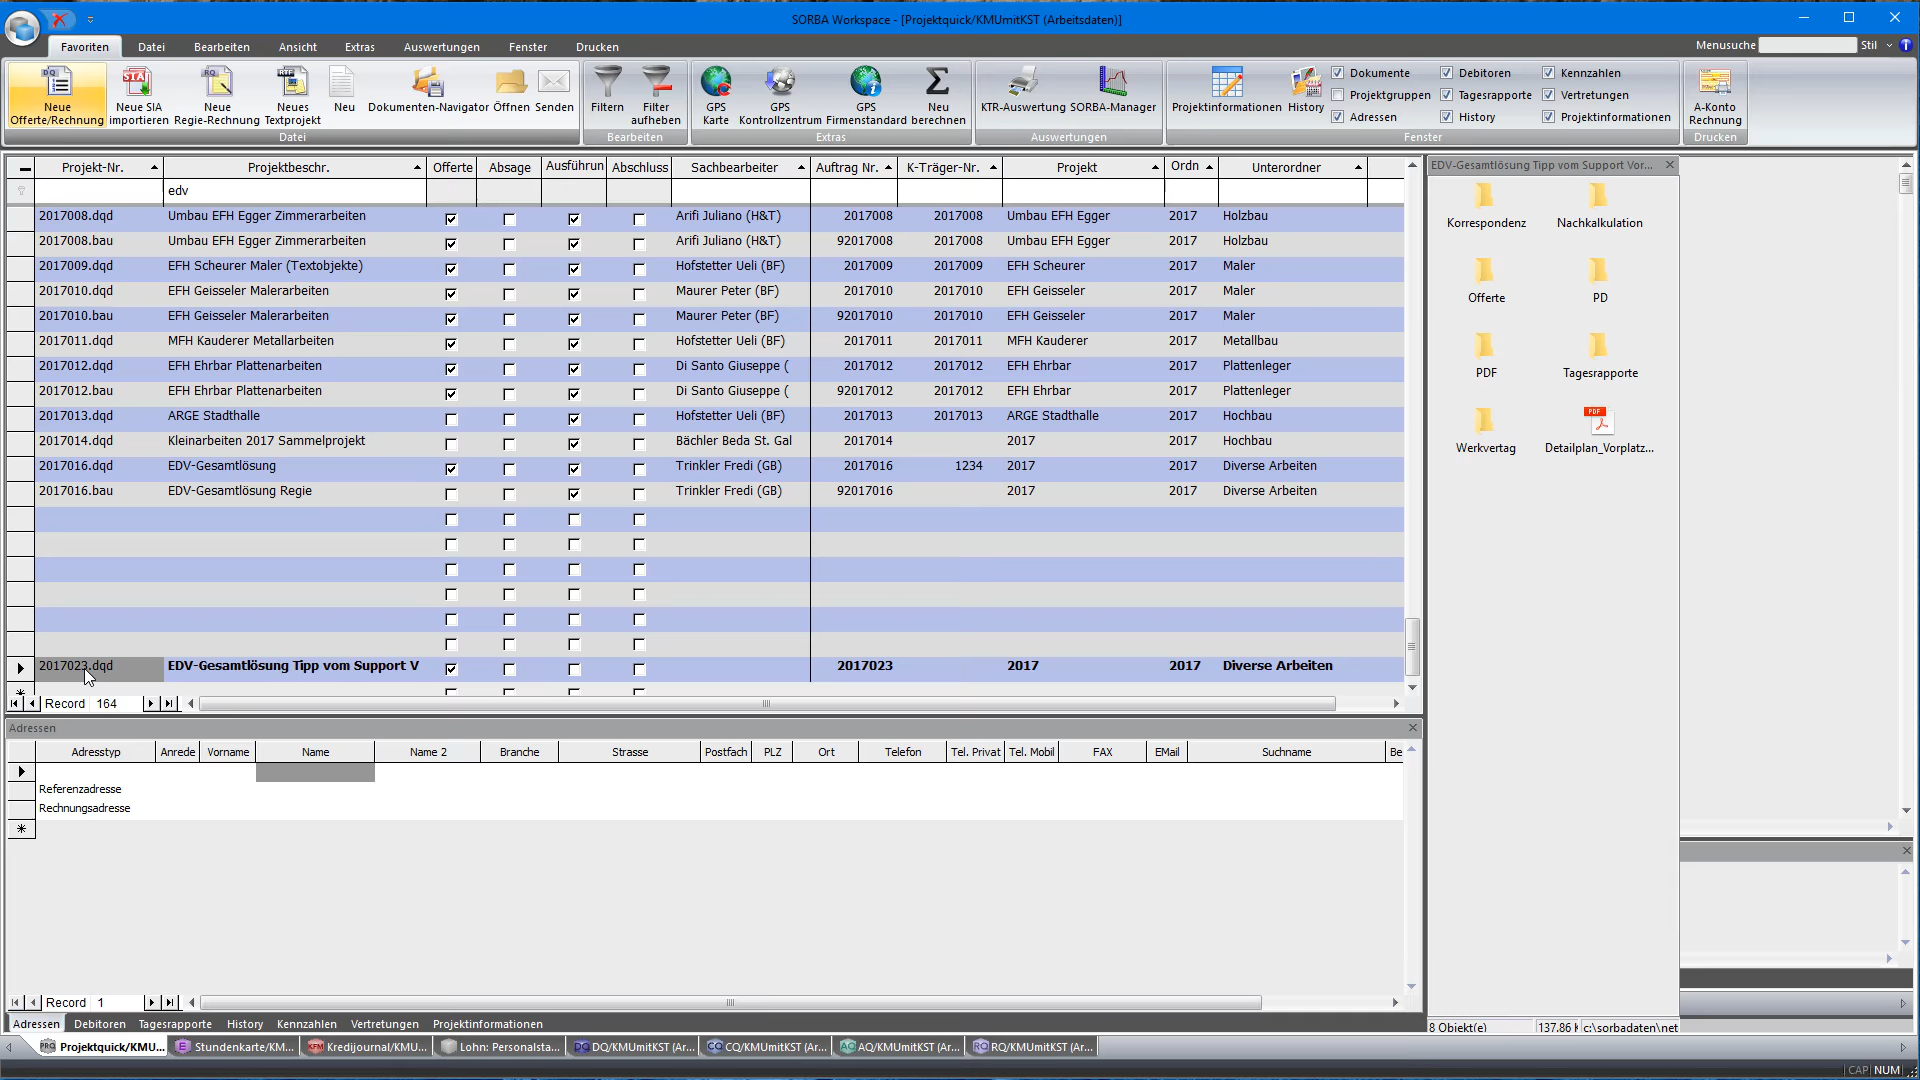 SORBA Workspace - [Projektquick/KMUmitKST (Arbeitsdaten)]
Favoriten Datei Bearbeiten Ansicht Extras Auswertungen Fenster Drucken Menusuche Stil
Neue Offerte/Rechnung
Neue SIA importieren
Neue Regie-Rechnung
Neues Textprojekt
Neu
Dokumenten-Navigator
Öffnen
Senden
Datei
Filtern
Filter aufheben
Bearbeiten
GPS Karte
GPS Kontrollzentrum
GPS Firmenstandard
Neu berechnen
Extras
KTR-Auswertung
SORBA-Manager
Auswertungen
Projektinformationen
History
Dokumente Debitoren Kennzahlen
Projektgruppen Tagesrapporte Vertretungen
Adressen History Projektinformationen
Fenster
A-Konto Rechnung
Drucken
Projekt-Nr. Projektbeschr. Offerte Absage Ausführun Abschluss Sachbearbeiter Auftrag Nr. K-Träger-Nr. Projekt Ordn Unterordner
edv
2017008.dqd Umbau EFH Egger Zimmerarbeiten Arifi Juliano (H&T) 2017008 2017008 Umbau EFH Egger 2017 Holzbau
2017008.bau Umbau EFH Egger Zimmerarbeiten Arifi Juliano (H&T) 92017008 2017008 Umbau EFH Egger 2017 Holzbau
2017009.dqd EFH Scheurer Maler (Textobjekte) Hofstetter Ueli (BF) 2017009 2017009 EFH Scheurer 2017 Maler
2017010.dqd EFH Geisseler Malerarbeiten Maurer Peter (BF) 2017010 2017010 EFH Geisseler 2017 Maler
2017010.bau EFH Geisseler Malerarbeiten Maurer Peter (BF) 92017010 2017010 EFH Geisseler 2017 Maler
2017011.dqd MFH Kauderer Metallarbeiten Hofstetter Ueli (BF) 2017011 2017011 MFH Kauderer 2017 Metallbau
2017012.dqd EFH Ehrbar Plattenarbeiten Di Santo Giuseppe ( 2017012 2017012 EFH Ehrbar 2017 Plattenleger
2017012.bau EFH Ehrbar Plattenarbeiten Di Santo Giuseppe ( 92017012 2017012 EFH Ehrbar 2017 Plattenleger
2017013.dqd ARGE Stadthalle Hofstetter Ueli (BF) 2017013 2017013 ARGE Stadthalle 2017 Hochbau
2017014.dqd Kleinarbeiten 2017 Sammelprojekt Bächler Beda St. Gal 2017014 2017 2017 Hochbau
2017016.dqd EDV-Gesamtlösung Trinkler Fredi (GB) 2017016 1234 2017 2017 Diverse Arbeiten
2017016.bau EDV-Gesamtlösung Regie Trinkler Fredi (GB) 92017016 2017 2017 Diverse Arbeiten
2017023.dqd EDV-Gesamtlösung Tipp vom Support V 2017023 2017 2017 Diverse Arbeiten
Record 164
EDV-Gesamtlösung Tipp vom Support Vor...
Korrespondenz Nachkalkulation
Offerte PD
PDF Tagesrapporte
Werkvertag Detailplan_Vorplatz...
8 Objekt(e) 137.86 c:\sorbadaten\net
Adressen
Adresstyp Anrede Vorname Name Name 2 Branche Strasse Postfach PLZ Ort Telefon Tel. Privat Tel. Mobil FAX EMail Suchname Be
Referenzadresse
Rechnungsadresse
Record 1
Adressen Debitoren Tagesrapporte History Kennzahlen Vertretungen Projektinformationen
PRQ Projektquick/KMU... E Stundenkarte/KM... KFM Kredijournal/KMU... Lohn: Personalsta... DQ DQ/KMUmitKST (Ar... CQ CQ/KMUmitKST (Ar... AQ AQ/KMUmitKST (Ar... RQ RQ/KMUmitKST (Ar...
CAP NUM